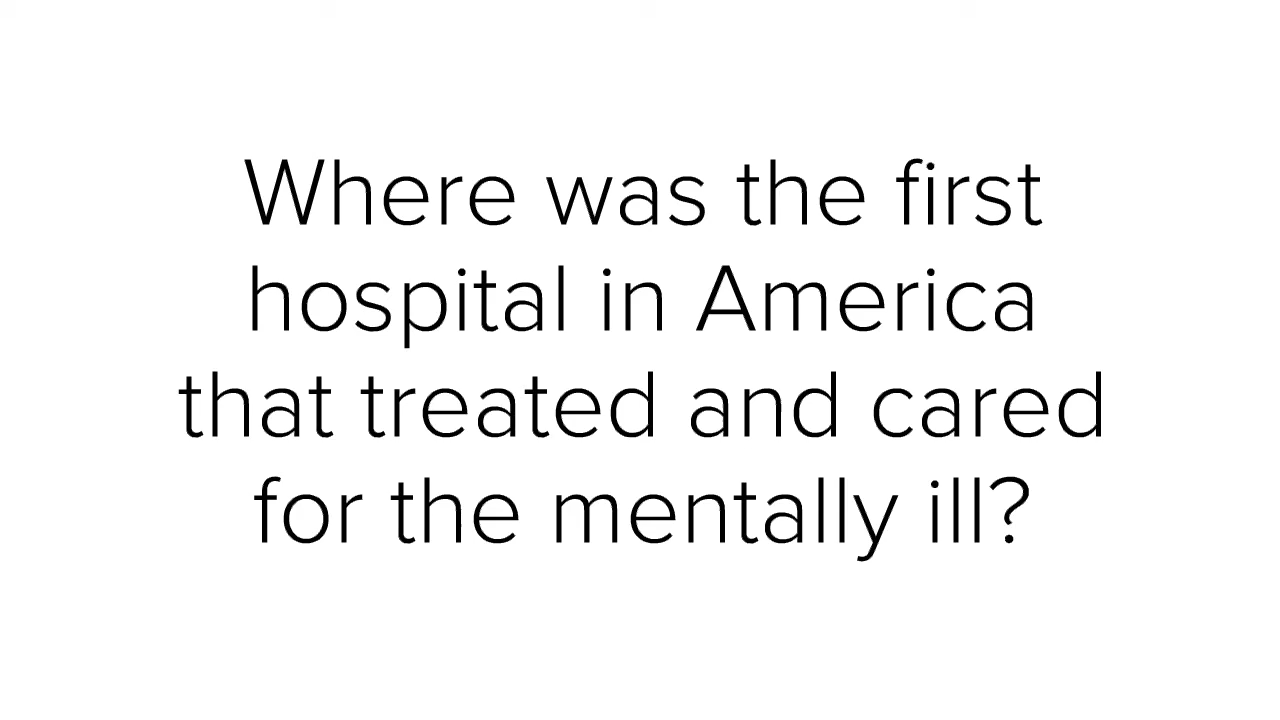 Where was the first
hospital in America
that treated and cared
for the mentally ill?